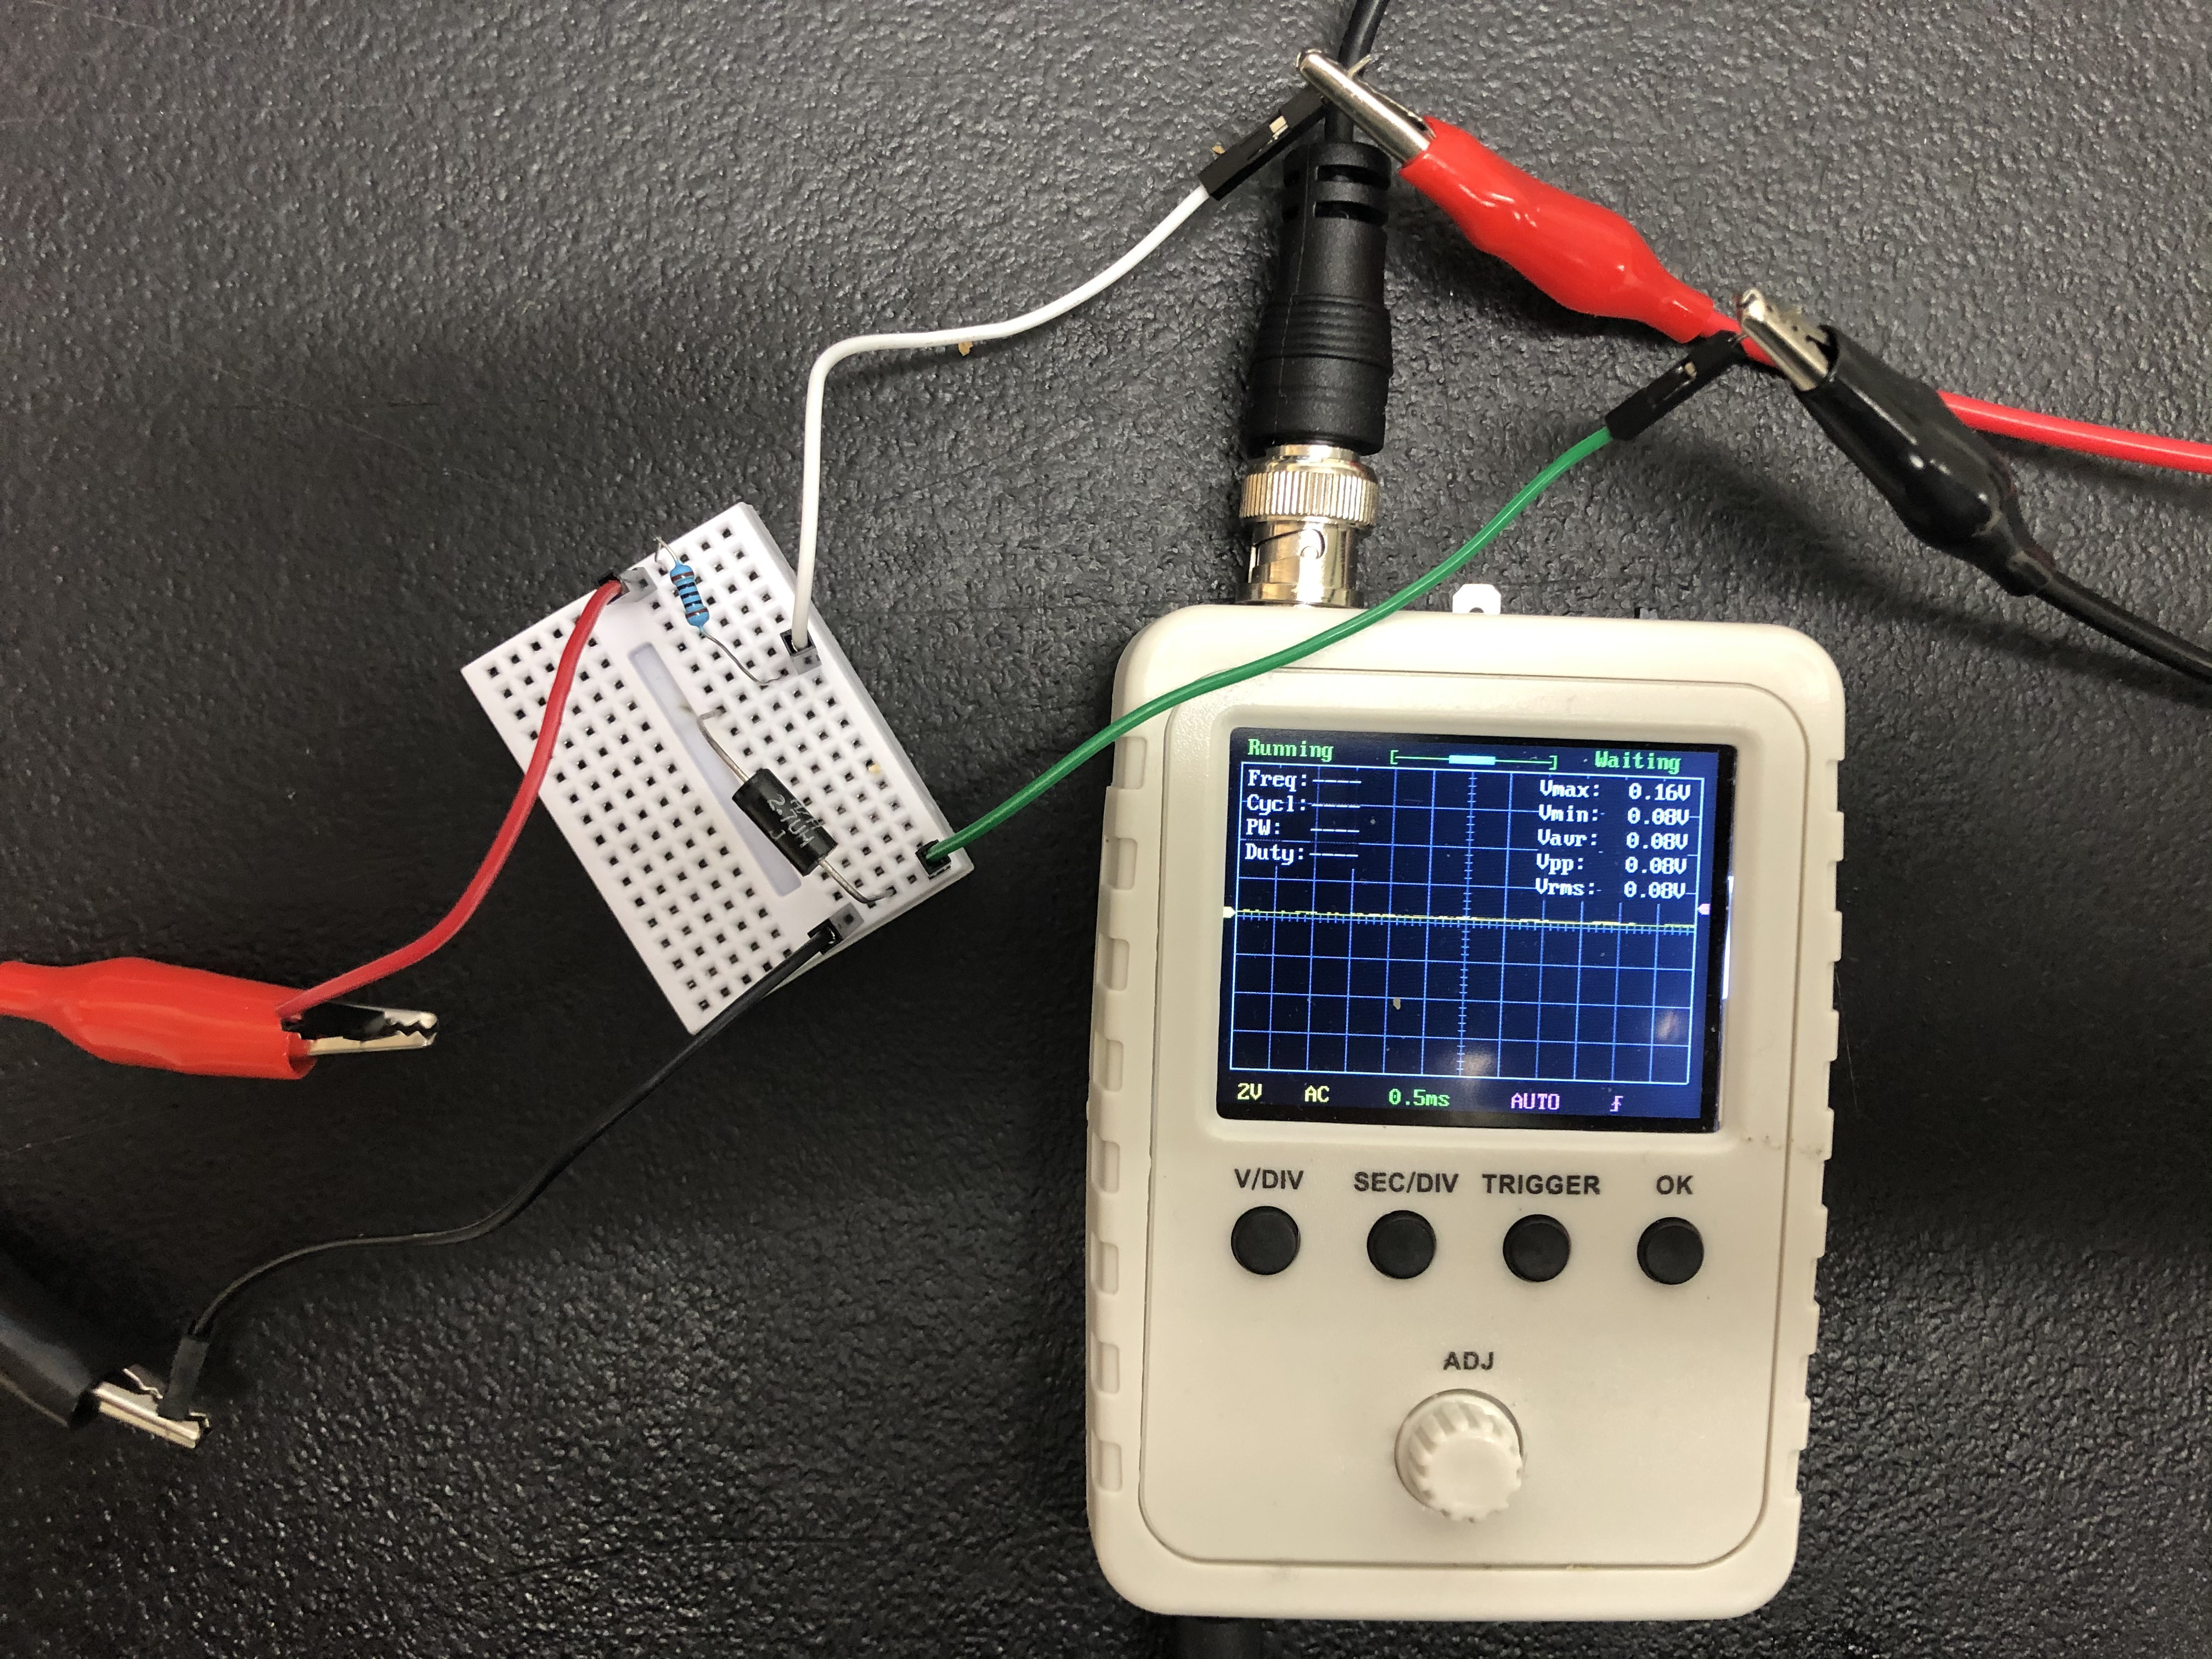 Running Waiting
Freq:---- Vmax: 0.16V
Cycl:---- Vmin: 0.08V
PW: ---- Vavr: 0.08V
Duty:---- Vpp: 0.08V
Vrms: 0.08V
2V AC 0.5ms AUTO
V/DIV SEC/DIV TRIGGER OK
ADJ